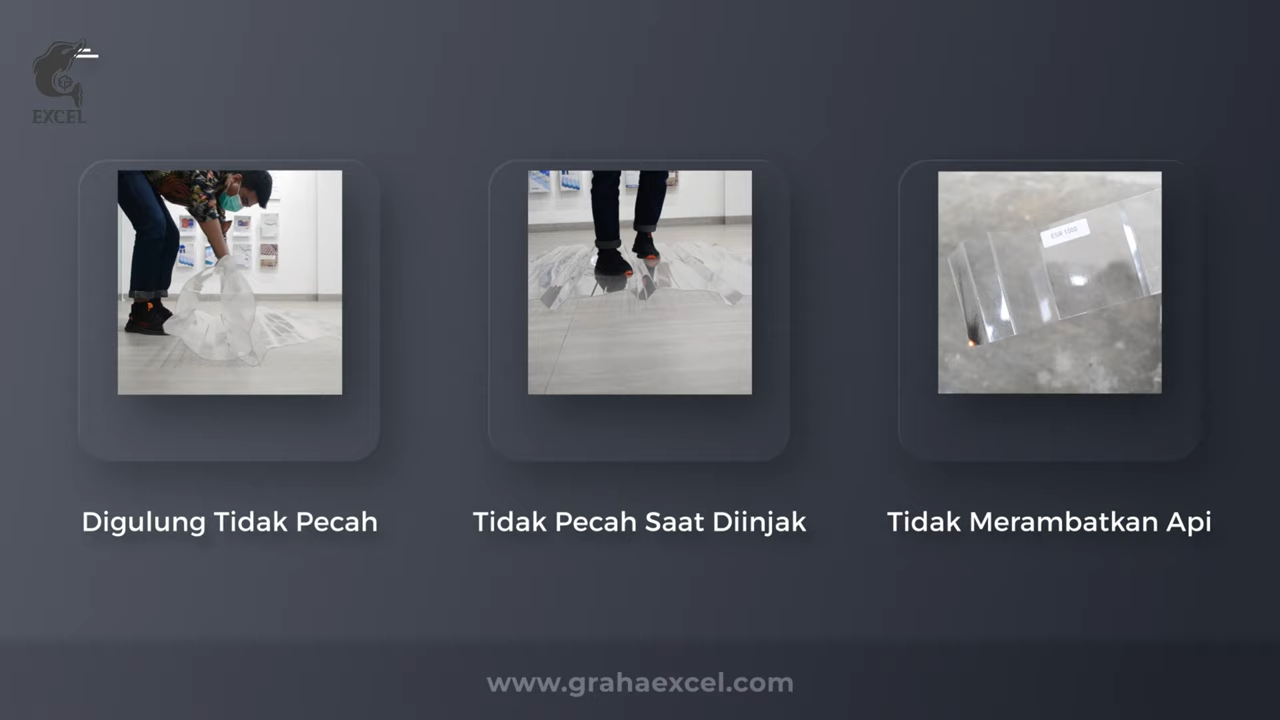 EXCEL
Digulung Tidak Pecah
Tidak Pecah Saat Diinjak
Tidak Merambatkan Api
www.grahaexcel.com